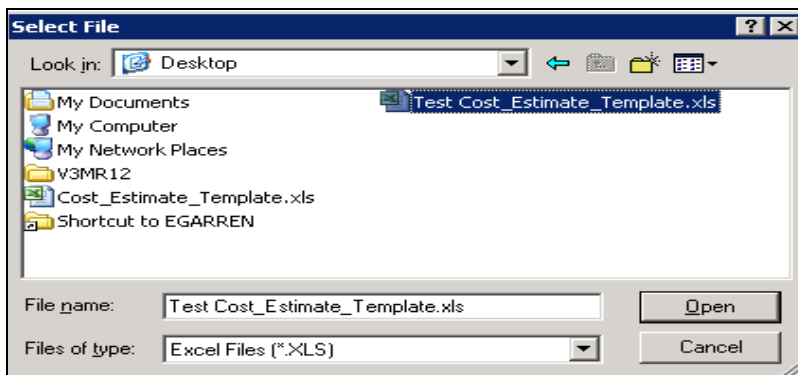 Select File
Look in: Desktop
My Documents
My Computer
My Network Places
V3MR12
Cost_Estimate_Template.xls
Shortcut to EGARREN
Test Cost_Estimate_Template.xls
File name: Test Cost_Estimate_Template.xls Open
Files of type: Excel Files (*.XLS) Cancel